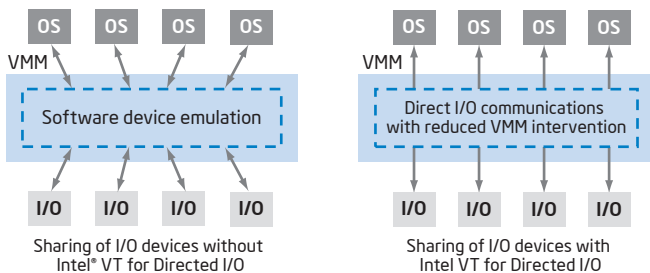 OS OS OS OS
VMM
Software device emulation
I/O I/O I/O I/O
Sharing of I/O devices without
Intel® VT for Directed I/O
OS OS OS OS
VMM
Direct I/O communications
with reduced VMM intervention
I/O I/O I/O I/O
Sharing of I/O devices with
Intel VT for Directed I/O